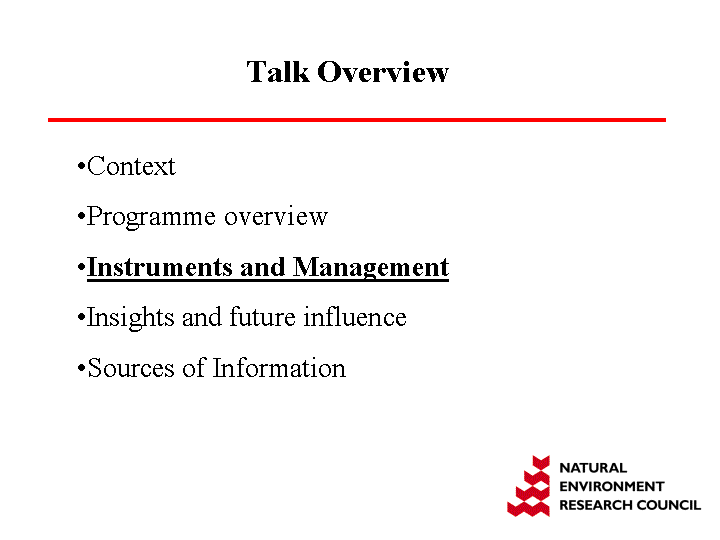 Talk Overview
•Context
•Programme overview
•Instruments and Management
•Insights and future influence
•Sources of Information
NATURAL
ENVIRONMENT
RESEARCH COUNCIL